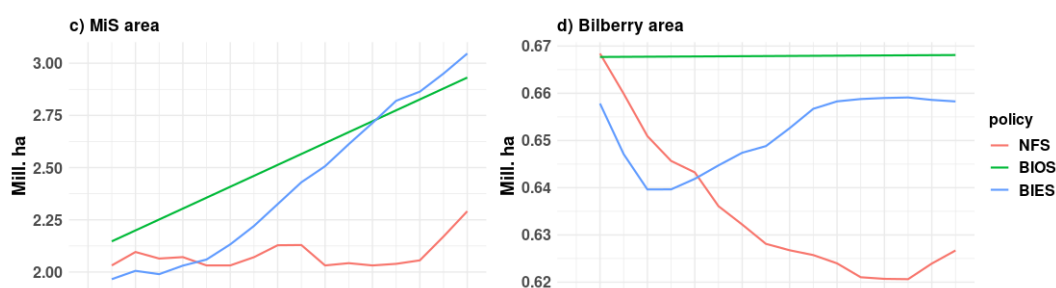 c) MiS area
Mill. ha
3.00
2.75
2.50
2.25
2.00
d) Bilberry area
Mill. ha
0.67
0.66
0.65
0.64
0.63
0.62
policy
NFS
BIOS
BIES